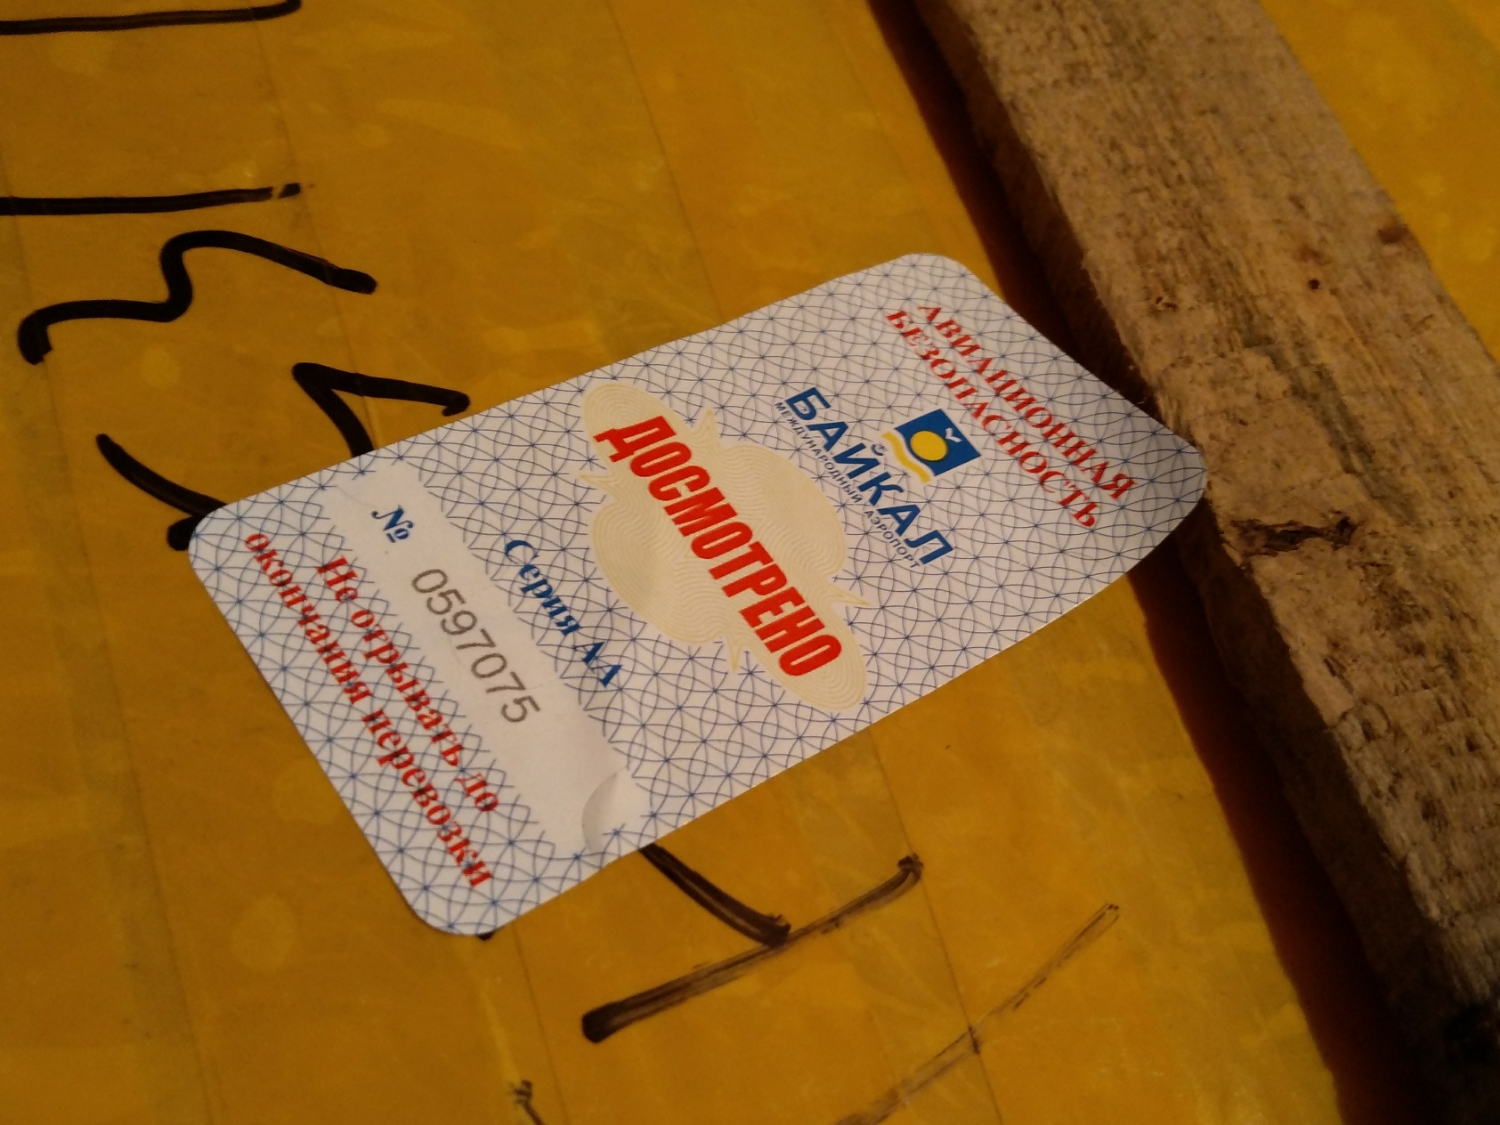 АВИАЦИОННАЯ
БЕЗОПАСНОСТЬ
БАЙКАЛ
МЕЖДУНАРОДНЫЙ АЭРОПОРТ
ДОСМОТРЕНО
Серия АА
№ 0597075
Не отрывать до
окончания перевозки